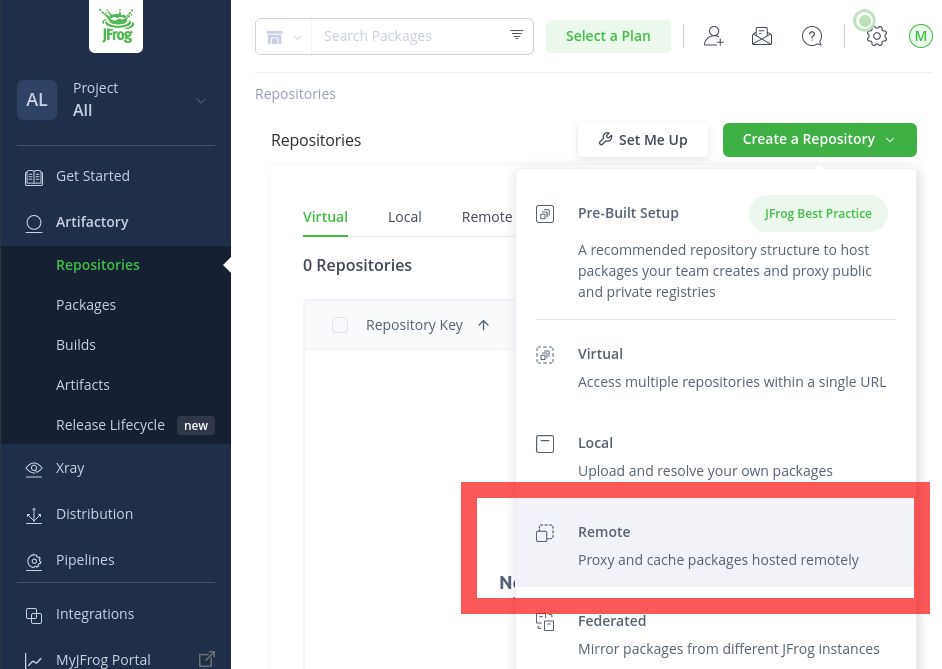 JFrog
Search Packages
Select a Plan
M
AL
Project
All
Get Started
Artifactory
Repositories
Packages
Builds
Artifacts
Release Lifecycle new
Xray
Distribution
Pipelines
Integrations
MyJFrog Portal
Repositories
Repositories
Set Me Up
Create a Repository
Virtual Local Remote
0 Repositories
Repository Key
Pre-Built Setup
JFrog Best Practice
A recommended repository structure to host
packages your team creates and proxy public
and private registries
Virtual
Access multiple repositories within a single URL
Local
Upload and resolve your own packages
Remote
Proxy and cache packages hosted remotely
Federated
Mirror packages from different JFrog instances